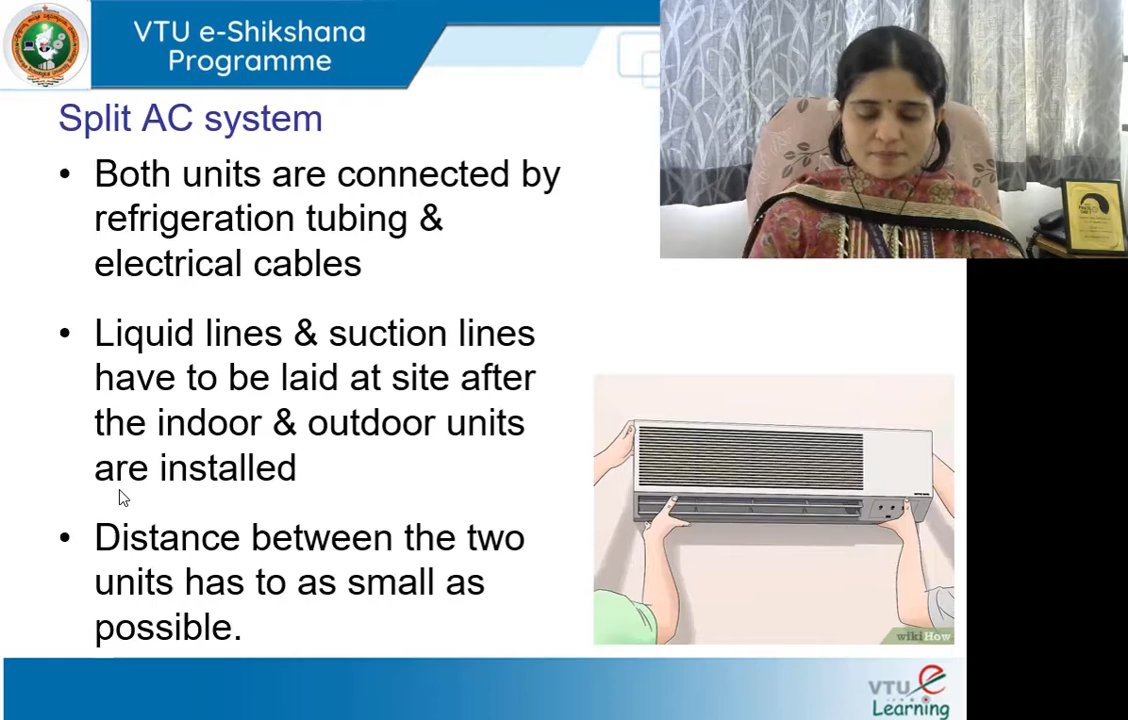 VTU e-Shikshana
Programme
Split AC system
• Both units are connected by
refrigeration tubing &
electrical cables
• Liquid lines & suction lines
have to be laid at site after
the indoor & outdoor units
are installed
• Distance between the two
units has to as small as
possible.
wikiHow
VTU e
Learning